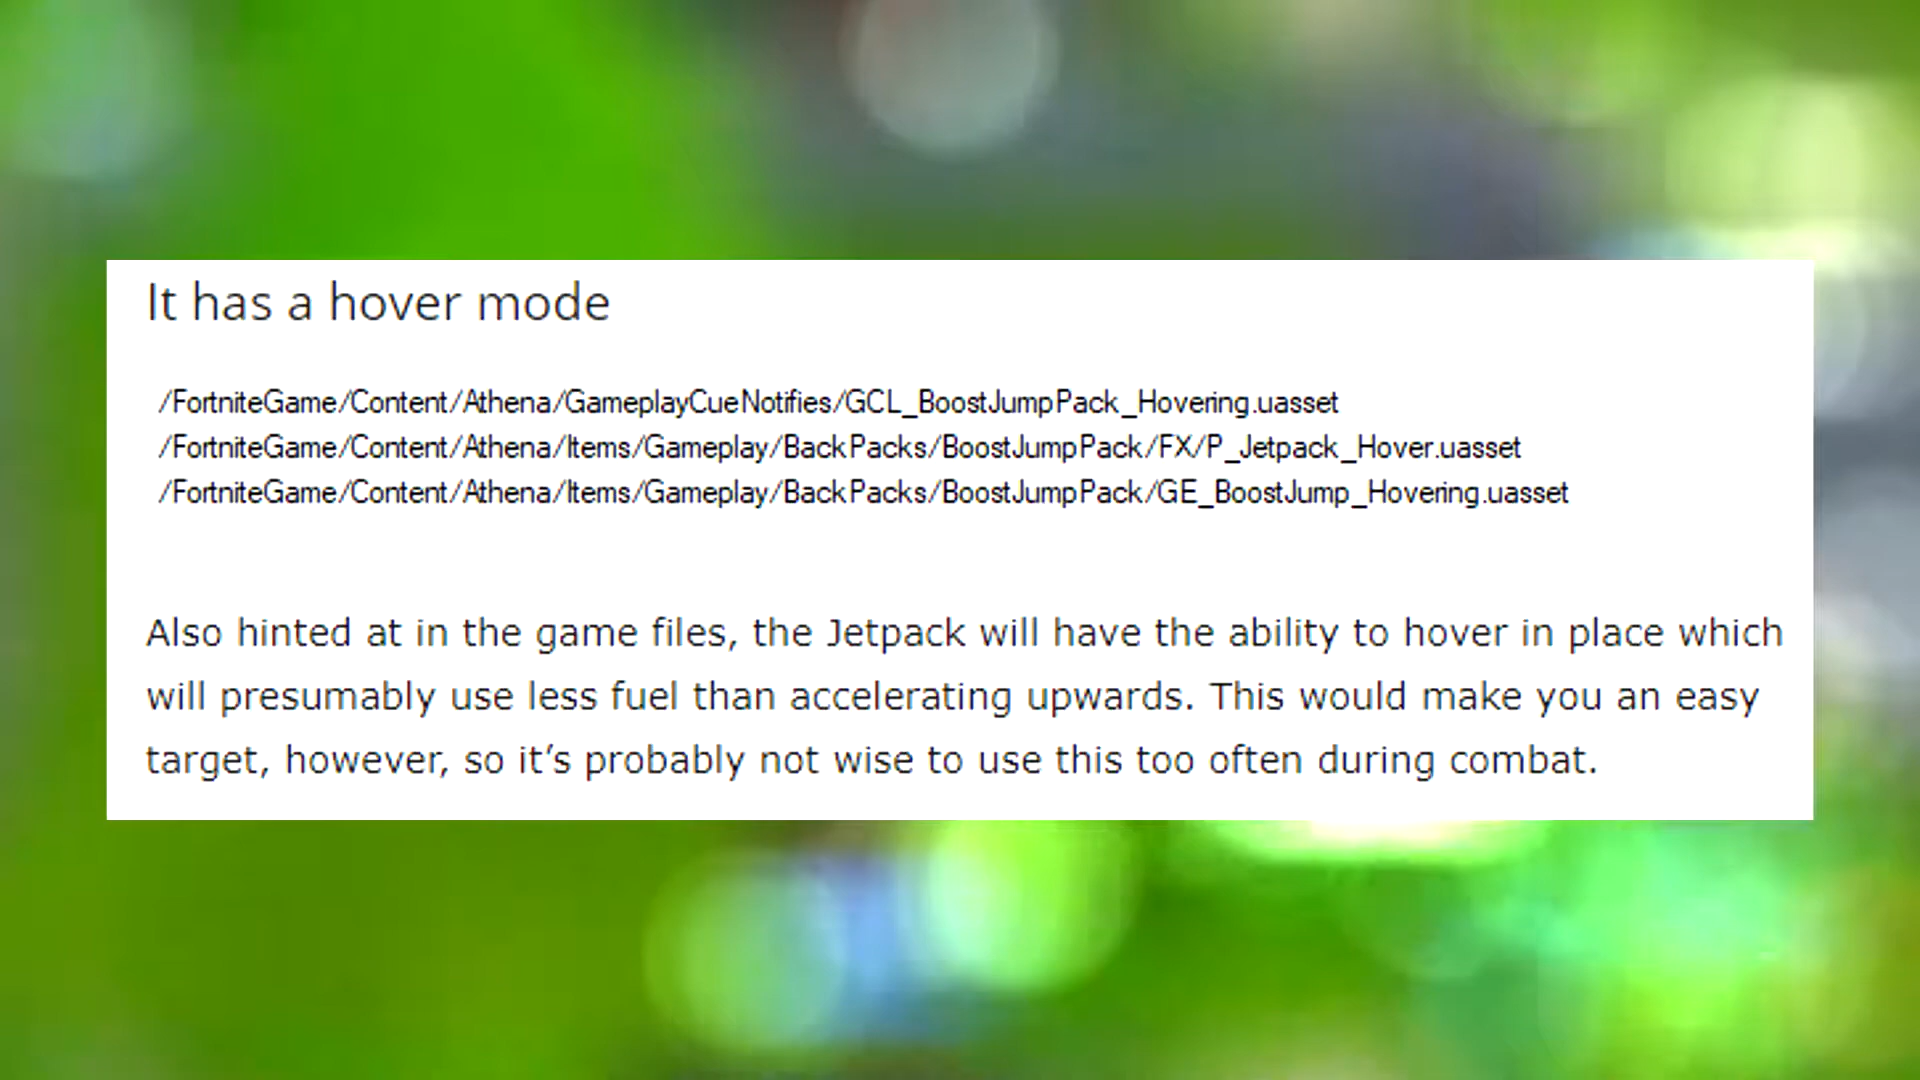 It has a hover mode
/FortniteGame/Content/Athena/GameplayCueNotifies/GCL_BoostJumpPack_Hovering.uasset
/FortniteGame/Content/Athena/Items/Gameplay/BackPacks/BoostJumpPack/FX/P_Jetpack_Hover.uasset
/FortniteGame/Content/Athena/Items/Gameplay/BackPacks/BoostJumpPack/GE_BoostJump_Hovering.uasset
Also hinted at in the game files, the Jetpack will have the ability to hover in place which
will presumably use less fuel than accelerating upwards. This would make you an easy
target, however, so it’s probably not wise to use this too often during combat.